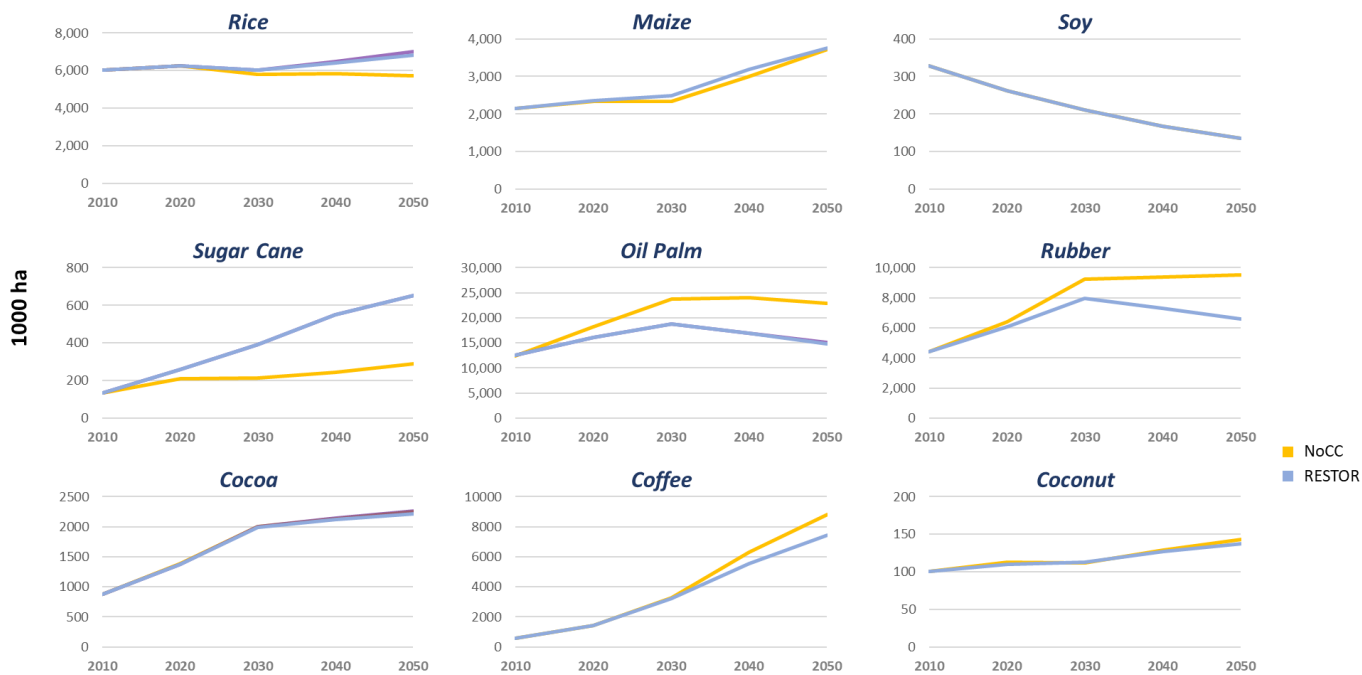 Rice
8,000
6,000
4,000
2,000
0
2010 2020 2030 2040 2050
Maize
4,000
3,000
2,000
1,000
0
2010 2020 2030 2040 2050
Soy
400
300
200
100
0
2010 2020 2030 2040 2050
1000 ha
Sugar Cane
800
600
400
200
0
2010 2020 2030 2040 2050
Oil Palm
30,000
25,000
20,000
15,000
10,000
5,000
0
2010 2020 2030 2040 2050
Rubber
10,000
8,000
6,000
4,000
2,000
0
2010 2020 2030 2040 2050
NoCC
RESTOR
Cocoa
2500
2000
1500
1000
500
0
2010 2020 2030 2040 2050
Coffee
10000
8000
6000
4000
2000
0
2010 2020 2030 2040 2050
Coconut
200
150
100
50
0
2010 2020 2030 2040 2050